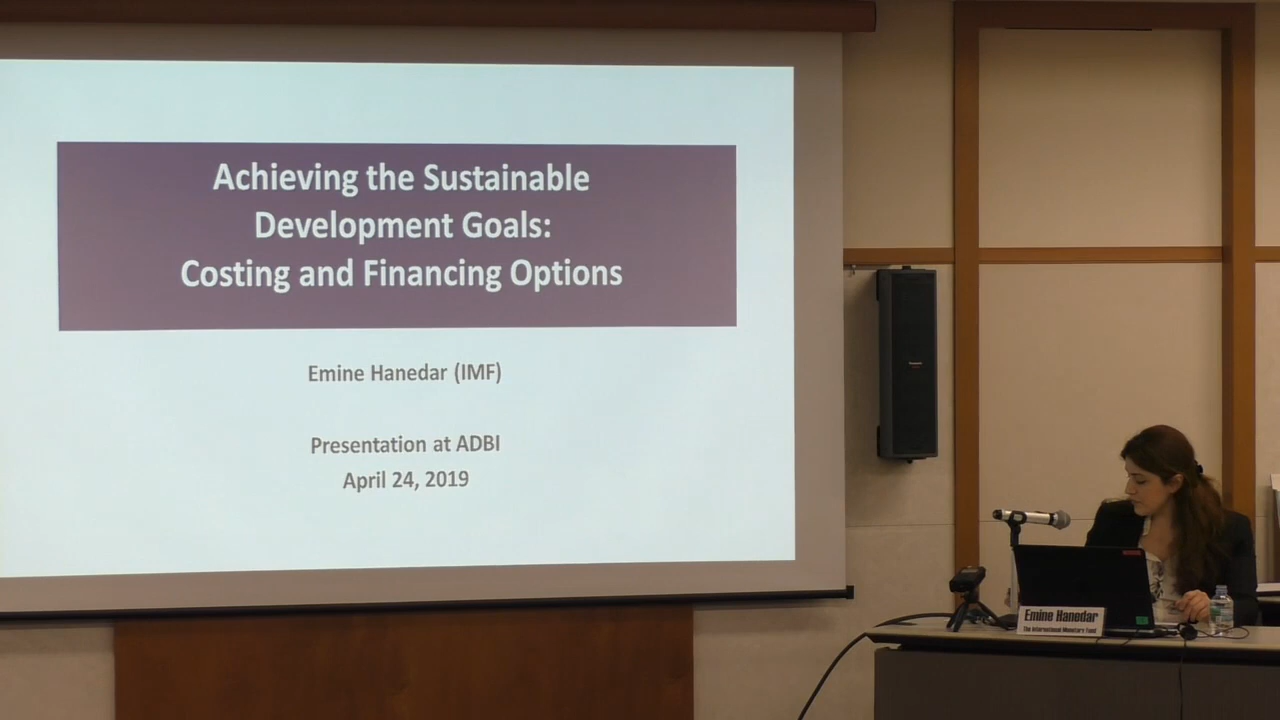 Achieving the Sustainable
Development Goals:
Costing and Financing Options
Emine Hanedar (IMF)
Presentation at ADBI
April 24, 2019
Panasonic
Emine Hanedar
The International Monetary Fund